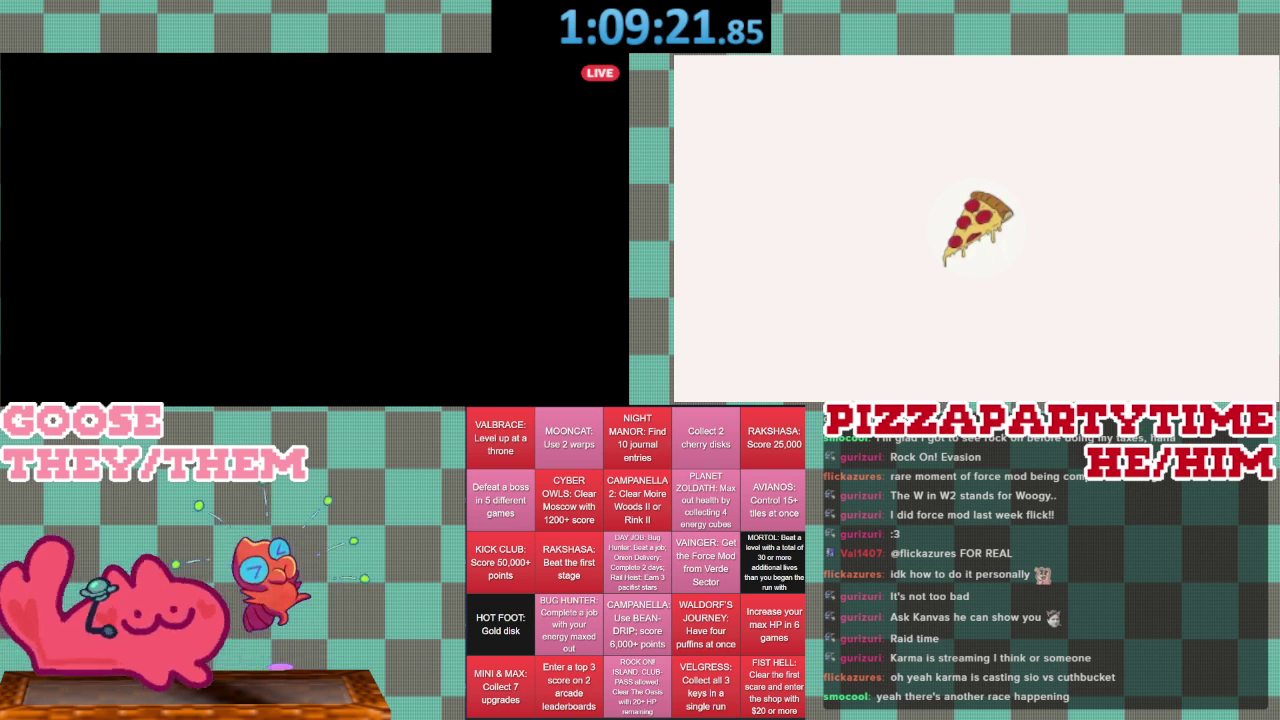 1:09:21.85
LIVE
GOOSE
THEY/THEM
VALBRACE:
Level up at a
throne
MOONCAT:
Use 2 warps
NIGHT
MANOR: Find
10 journal
entries
Collect 2
cherry disks
RAKSHASA:
Score 25,000
Defeat a boss
in 5 different
games
CYBER
OWLS: Clear
Moscow with
1200+ score
CAMPANELLA
2: Clear Moire
Woods II or
Rink II
PLANET
ZOLDATH: Max
out health by
collecting 4
energy cubes
AVIANOS:
Control 15+
tiles at once
KICK CLUB:
Score 50,000+
points
RAKSHASA:
Beat the first
stage
DAY JOB: Bug
Hunter: Beat a job;
Onion Delivery:
Complete 2 days;
Rail Heist: Earn 3
pacifist stars
VAINGER: Get
the Force Mod
from Verde
Sector
MORTOL: Beat a
level with a total of
30 or more
additional lives
than you began the
run with
HOT FOOT:
Gold disk
BUG HUNTER:
Complete a job
with your
energy maxed
out
CAMPANELLA:
Use BEAN-
DRIP; score
6,000+ points
WALDORF'S
JOURNEY:
Have four
puffins at once
Increase your
max HP in 6
games
MINI & MAX:
Collect 7
upgrades
Enter a top 3
score on 2
arcade
leaderboards
ROCK ON!
ISLAND: CLUB-
PASS allowed;
Clear The Oasis
with 20+ HP
remaining
VELGRESS:
Collect all 3
keys in a
single run
FIST HELL:
Clear the first
scare and enter
the shop with
$20 or more
PIZZAPARTYTIME
HE/HIM
smocool: I'm glad I got to see rock on before doing my taxes, haha
gurizuri: Rock On! Evasion
flickazures: rare moment of force mod being com
gurizuri: The W in W2 stands for Woogy..
gurizuri: I did force mod last week flick!!
gurizuri: :3
Val1407: @flickazures FOR REAL
flickazures: idk how to do it personally
gurizuri: It's not too bad
gurizuri: Ask Kanvas he can show you
gurizuri: Raid time
gurizuri: Karma is streaming I think or someone
flickazures: oh yeah karma is casting sio vs cuthbucket
smocool: yeah there's another race happening